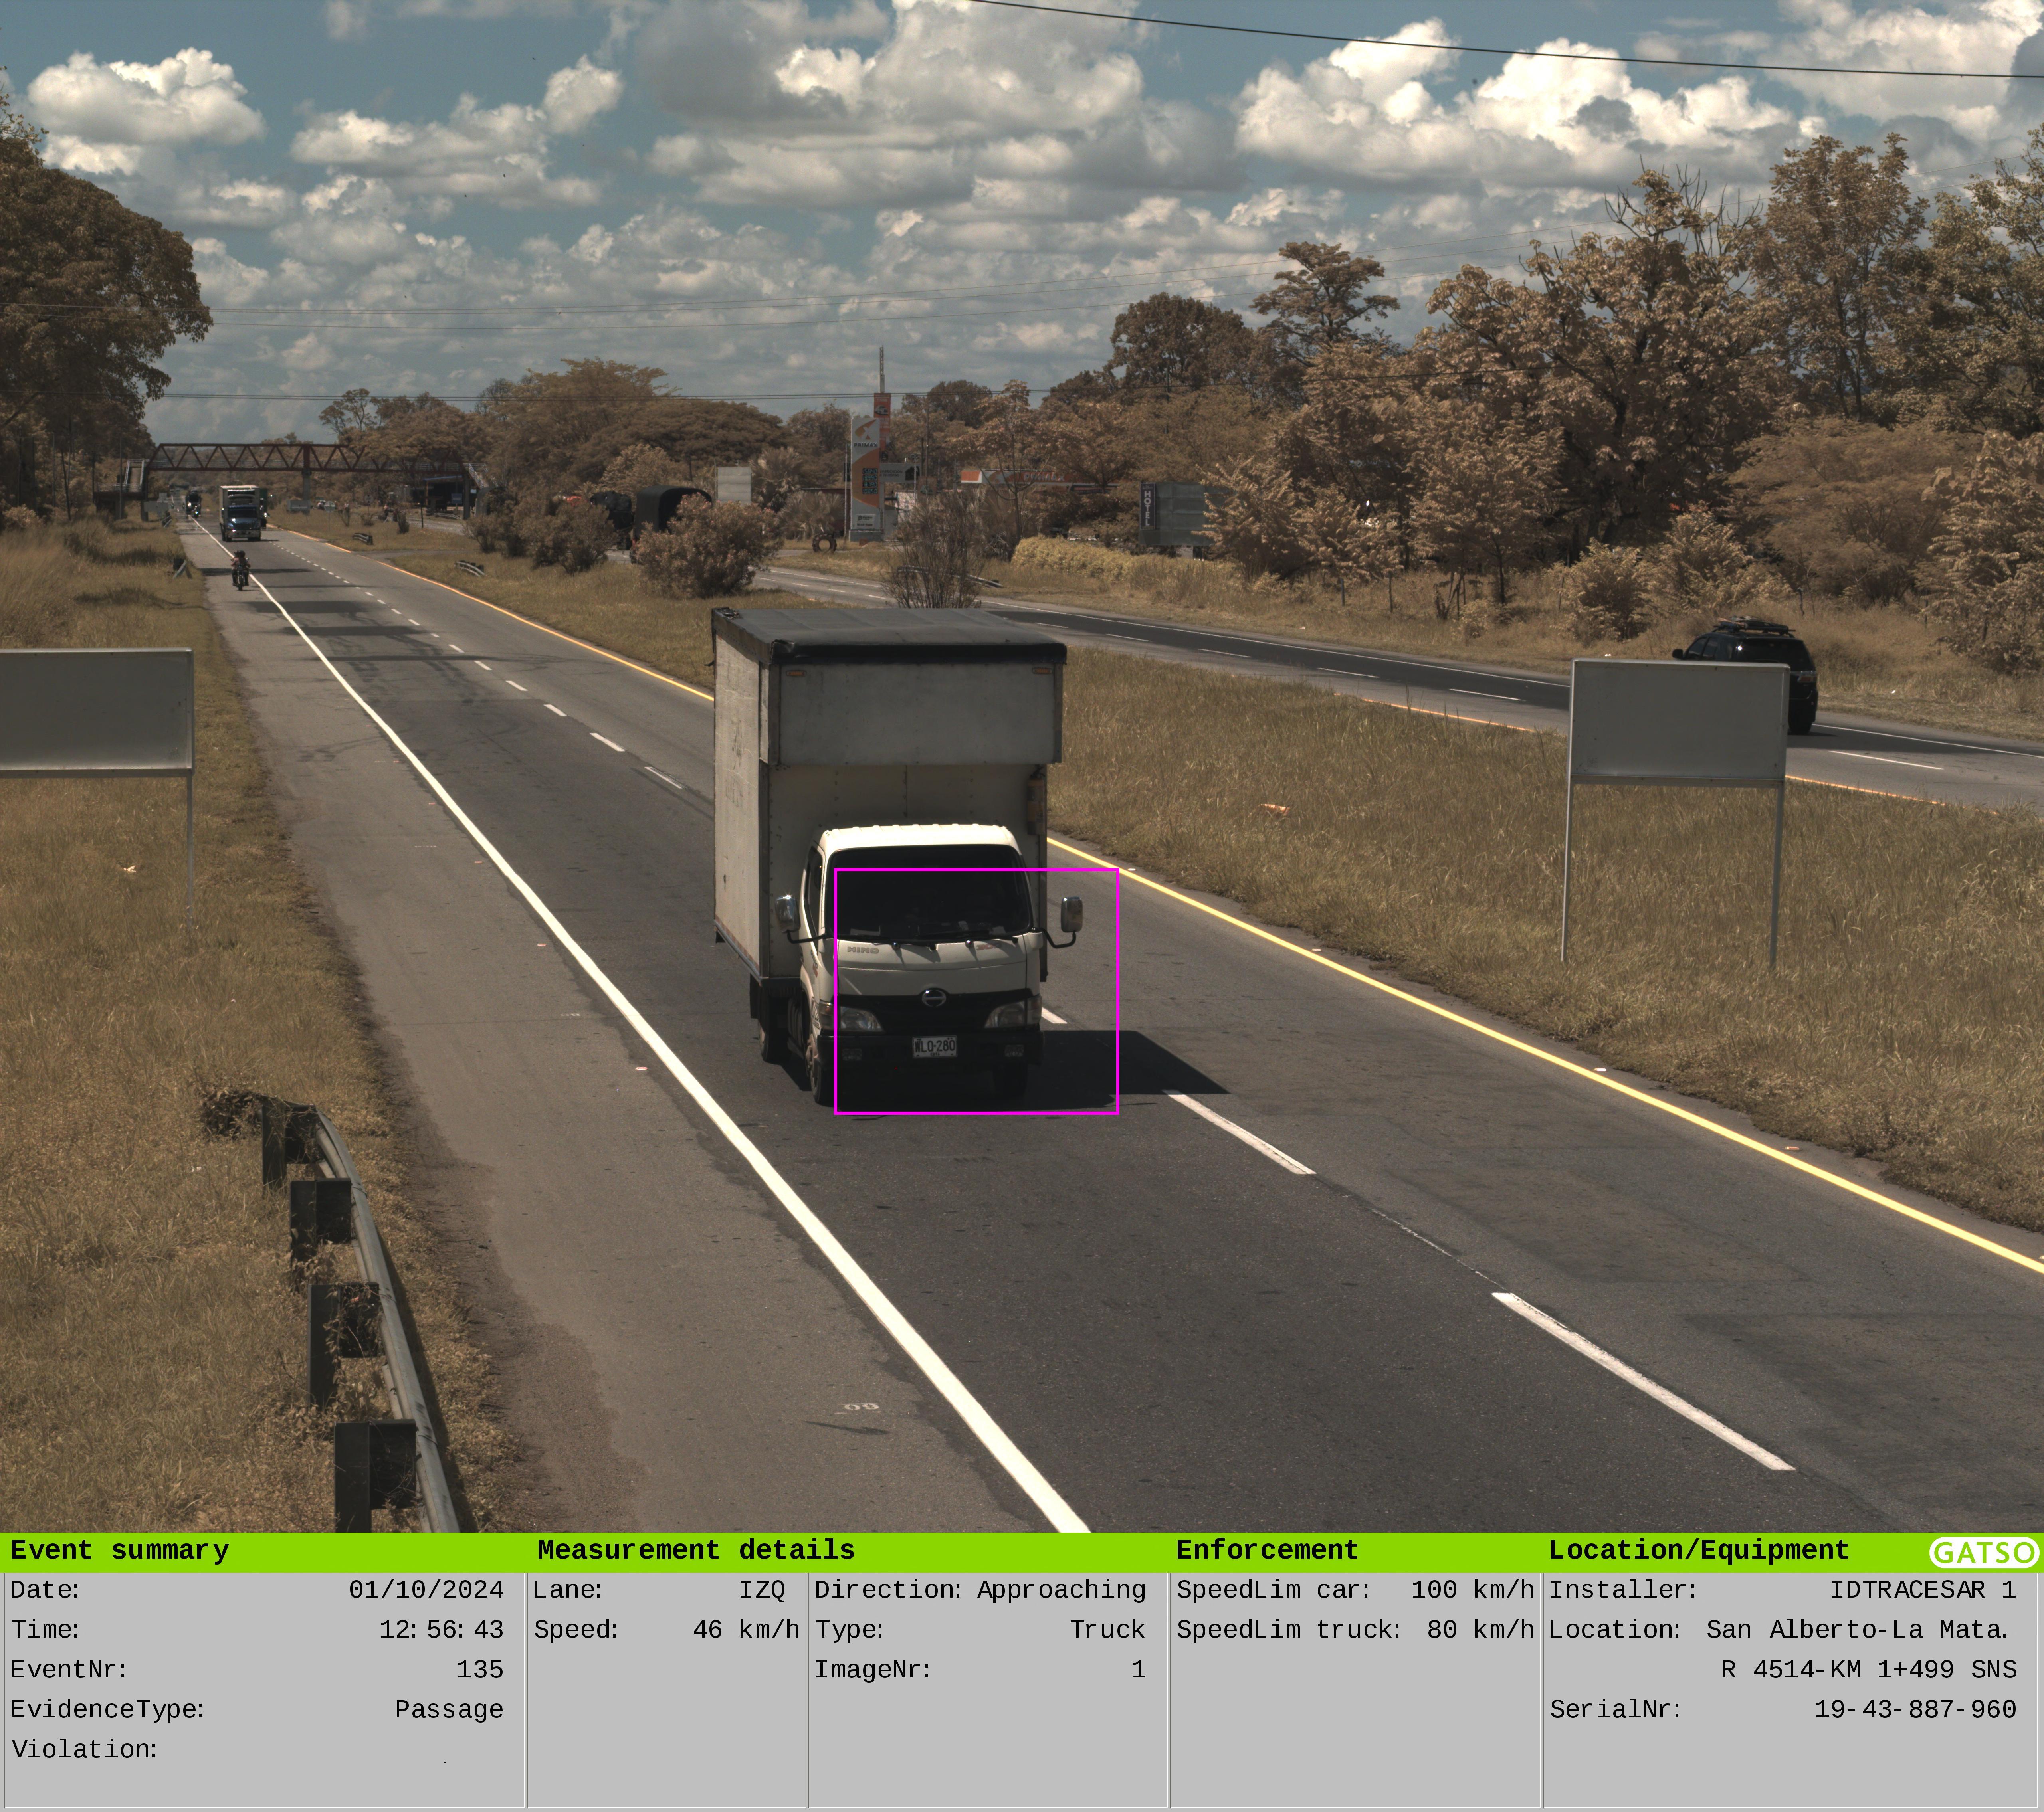 PRIMAX
HOTEL
HINO
WLO-280
Event summary
Date: 01/10/2024
Time: 12:56:43
EventNr: 135
EvidenceType: Passage
Violation:
Measurement details
Lane: IZQ
Speed: 46 km/h
Direction: Approaching
Type: Truck
ImageNr: 1
Enforcement
SpeedLim car: 100 km/h
SpeedLim truck: 80 km/h
Location/Equipment
GATSO
Installer: IDTRACESAR 1
Location: San Alberto-La Mata.
R 4514-KM 1+499 SNS
SerialNr: 19-43-887-960